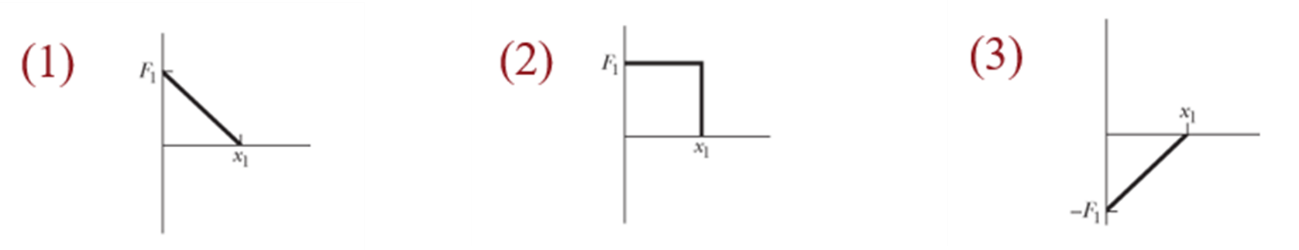 (1)
F₁
x₁
(2)
F₁
x₁
(3)
x₁
–F₁